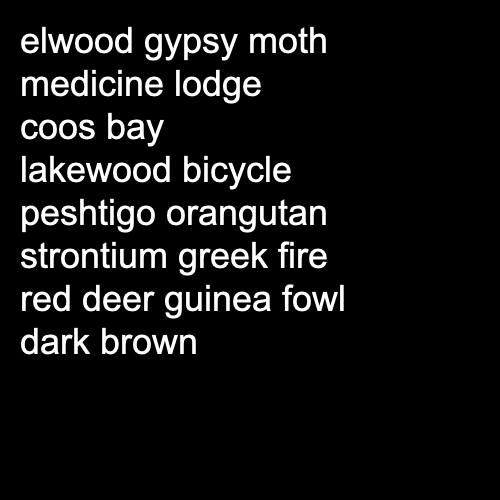 elwood gypsy moth
medicine lodge
coos bay
lakewood bicycle
peshtigo orangutan
strontium greek fire
red deer guinea fowl
dark brown